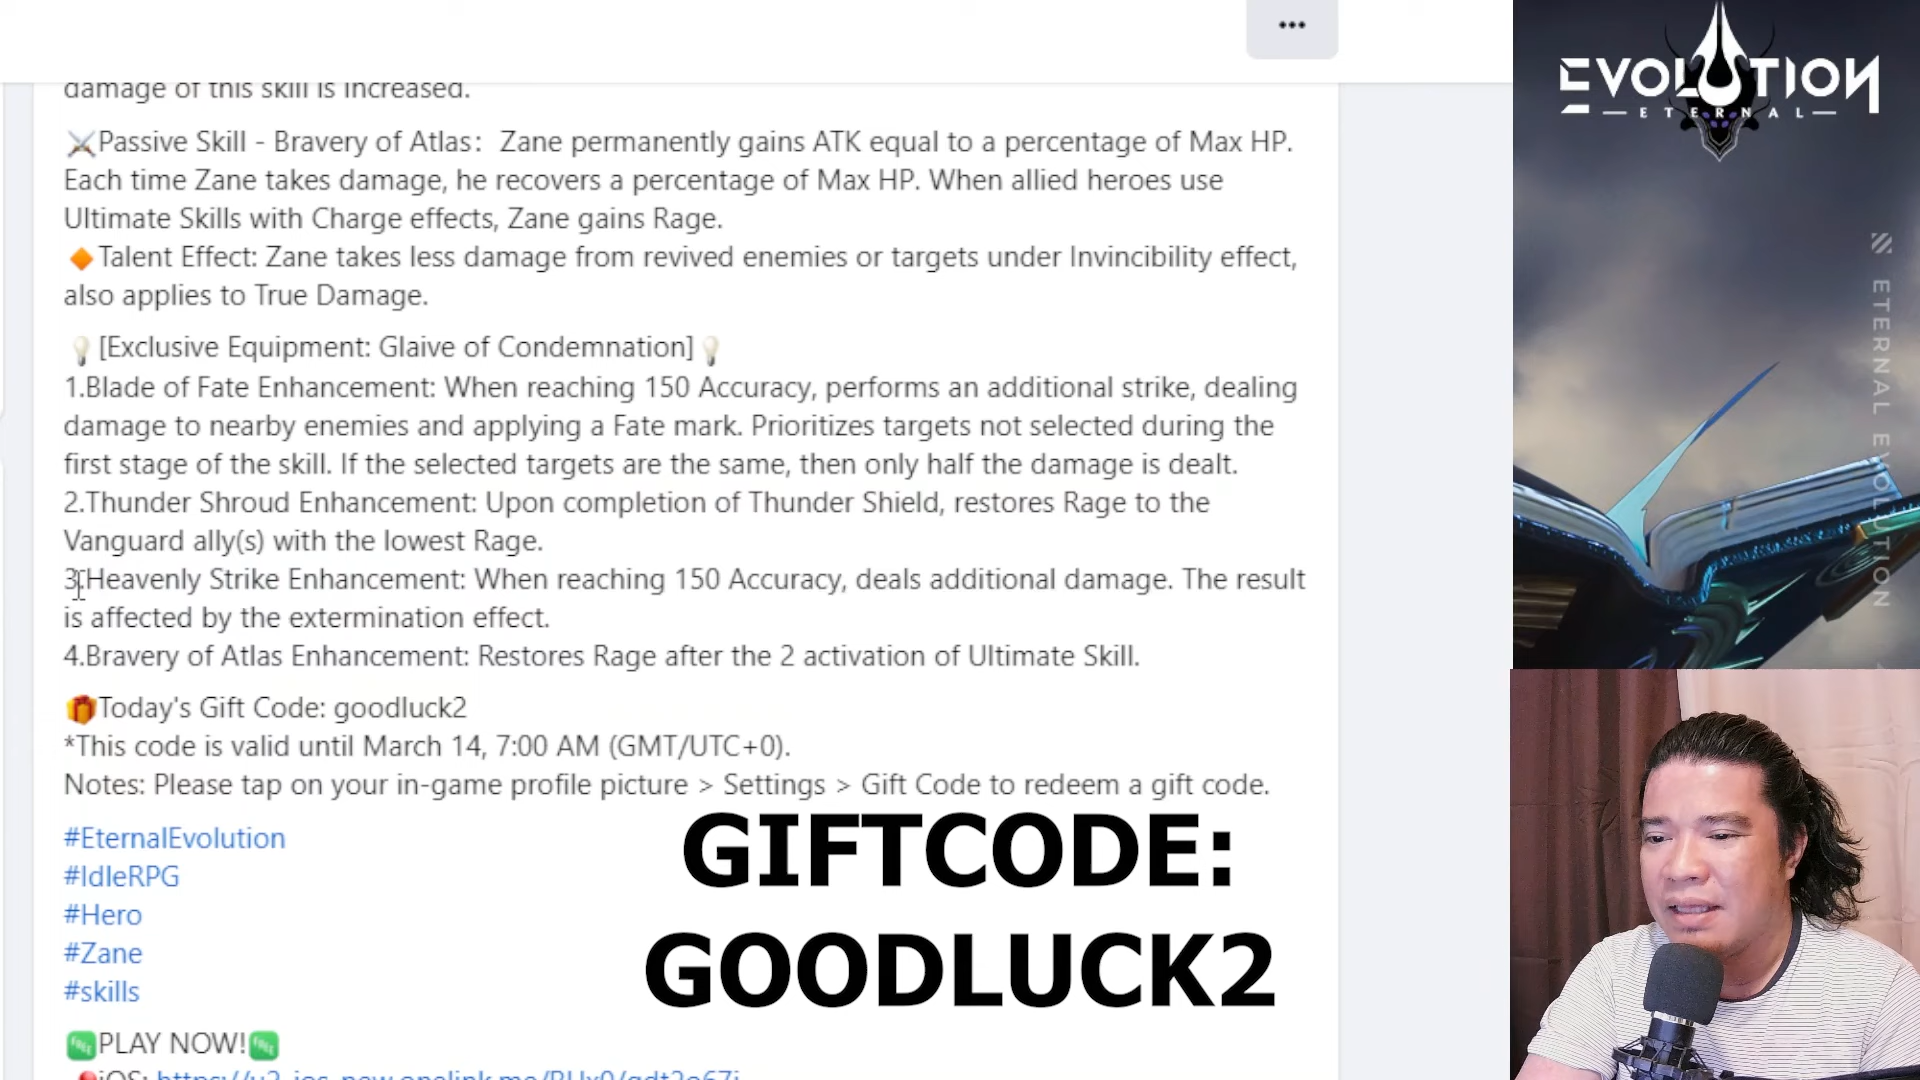 damage of this skill is increased.
⚔️Passive Skill - Bravery of Atlas: Zane permanently gains ATK equal to a percentage of Max HP.
Each time Zane takes damage, he recovers a percentage of Max HP. When allied heroes use
Ultimate Skills with Charge effects, Zane gains Rage.
🔶Talent Effect: Zane takes less damage from revived enemies or targets under Invincibility effect,
also applies to True Damage.
💡[Exclusive Equipment: Glaive of Condemnation]💡
1.Blade of Fate Enhancement: When reaching 150 Accuracy, performs an additional strike, dealing
damage to nearby enemies and applying a Fate mark. Prioritizes targets not selected during the
first stage of the skill. If the selected targets are the same, then only half the damage is dealt.
2.Thunder Shroud Enhancement: Upon completion of Thunder Shield, restores Rage to the
Vanguard ally(s) with the lowest Rage.
3.Heavenly Strike Enhancement: When reaching 150 Accuracy, deals additional damage. The result
is affected by the extermination effect.
4.Bravery of Atlas Enhancement: Restores Rage after the 2 activation of Ultimate Skill.
🎁Today's Gift Code: goodluck2
*This code is valid until March 14, 7:00 AM (GMT/UTC+0).
Notes: Please tap on your in-game profile picture > Settings > Gift Code to redeem a gift code.
#EternalEvolution
#IdleRPG
#Hero
#Zane
#skills
🆓PLAY NOW!🆓
iOS:
GIFTCODE:
GOODLUCK2
EVOLUTION
ETERNAL
ETERNAL EVOLUTION